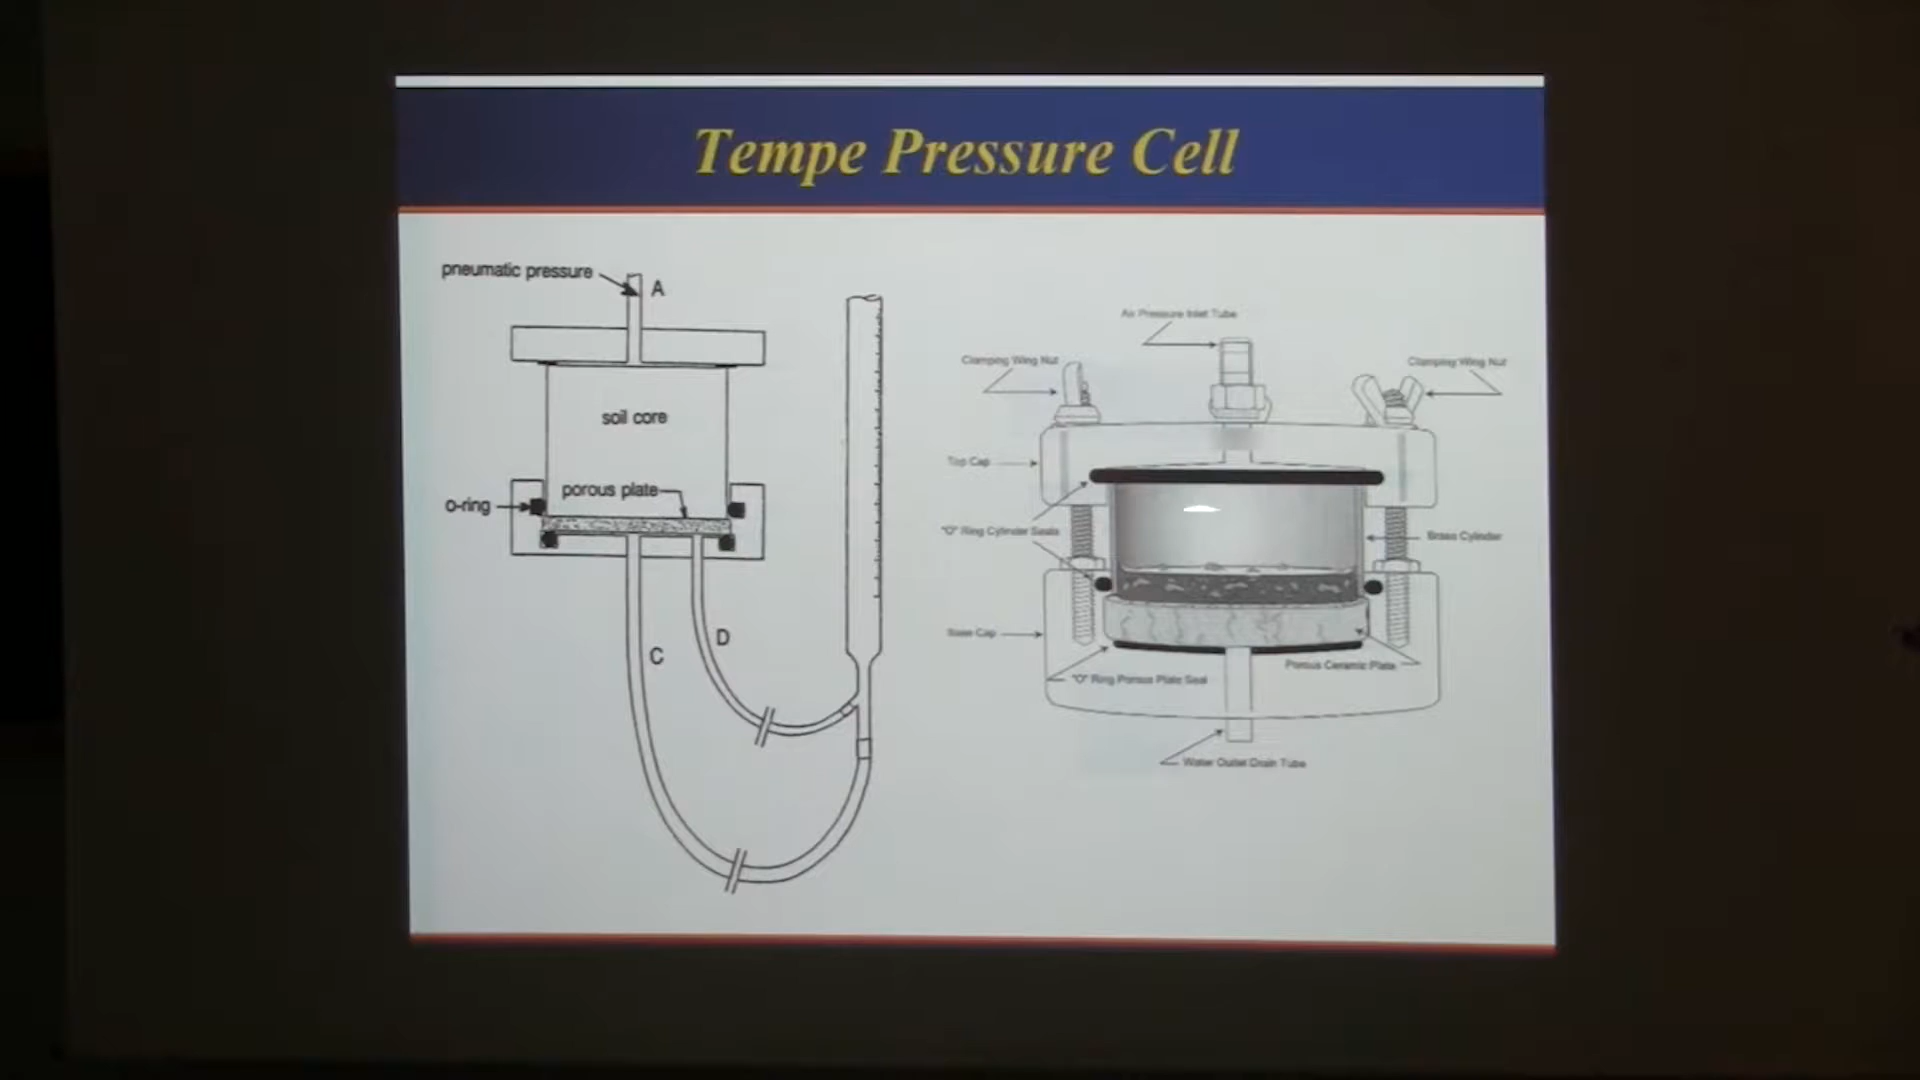 Tempe Pressure Cell
pneumatic pressure
A
soil core
porous plate
o-ring
D
C
Air Pressure Inlet Tube
Clamping Wing Nut
Clamping Wing Nut
Top Cap
"O" Ring Cylinder Seals
Brass Cylinder
Base Cap
Porous Ceramic Plate
"O" Ring Porous Plate Seal
Water Outlet Drain Tube